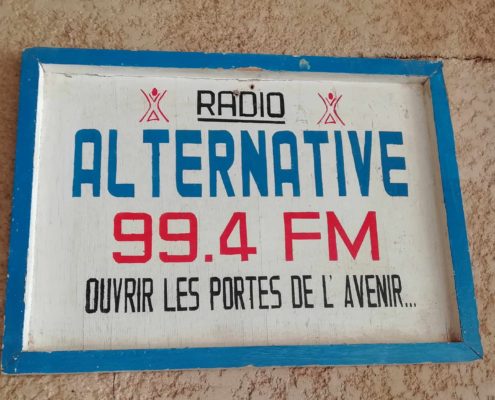 RADIO
ALTERNATIVE
99.4 FM
OUVRIR LES PORTES DE L' AVENIR...